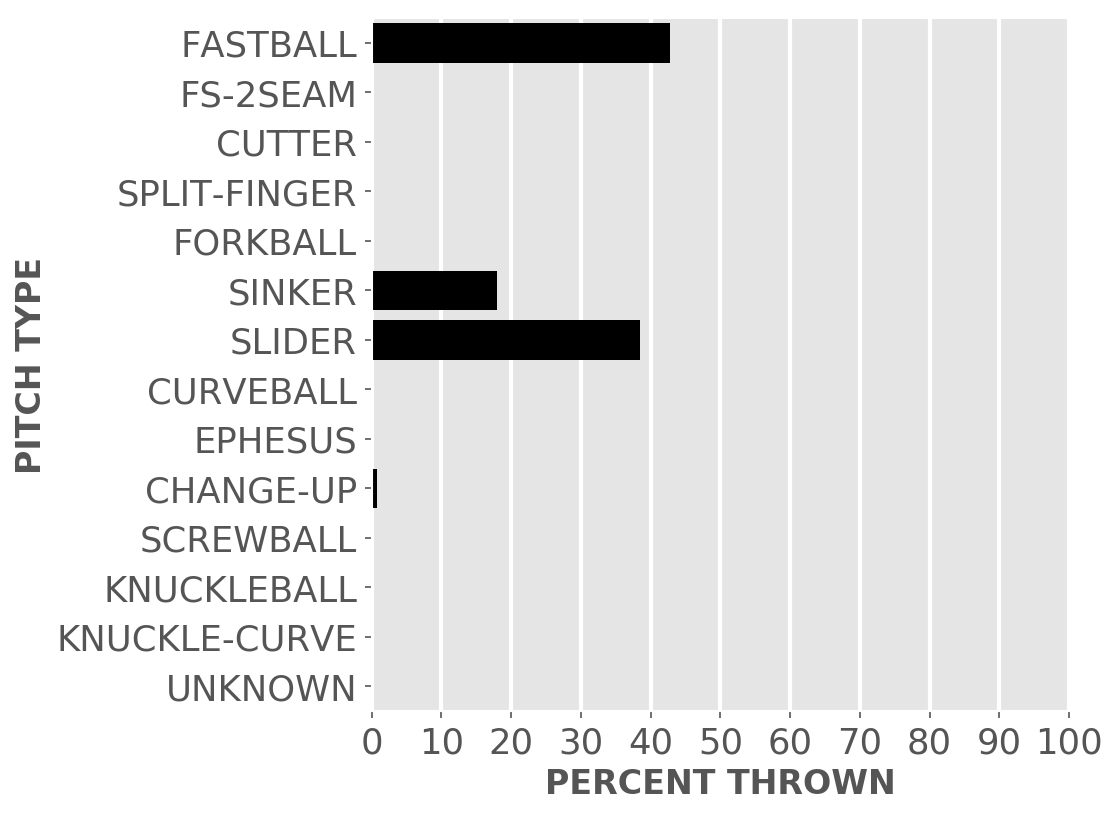 FASTBALL
FS-2SEAM
CUTTER
SPLIT-FINGER
FORKBALL
SINKER
SLIDER
CURVEBALL
EPHESUS
CHANGE-UP
SCREWBALL
KNUCKLEBALL
KNUCKLE-CURVE
UNKNOWN
PITCH TYPE
0 10 20 30 40 50 60 70 80 90 100
PERCENT THROWN